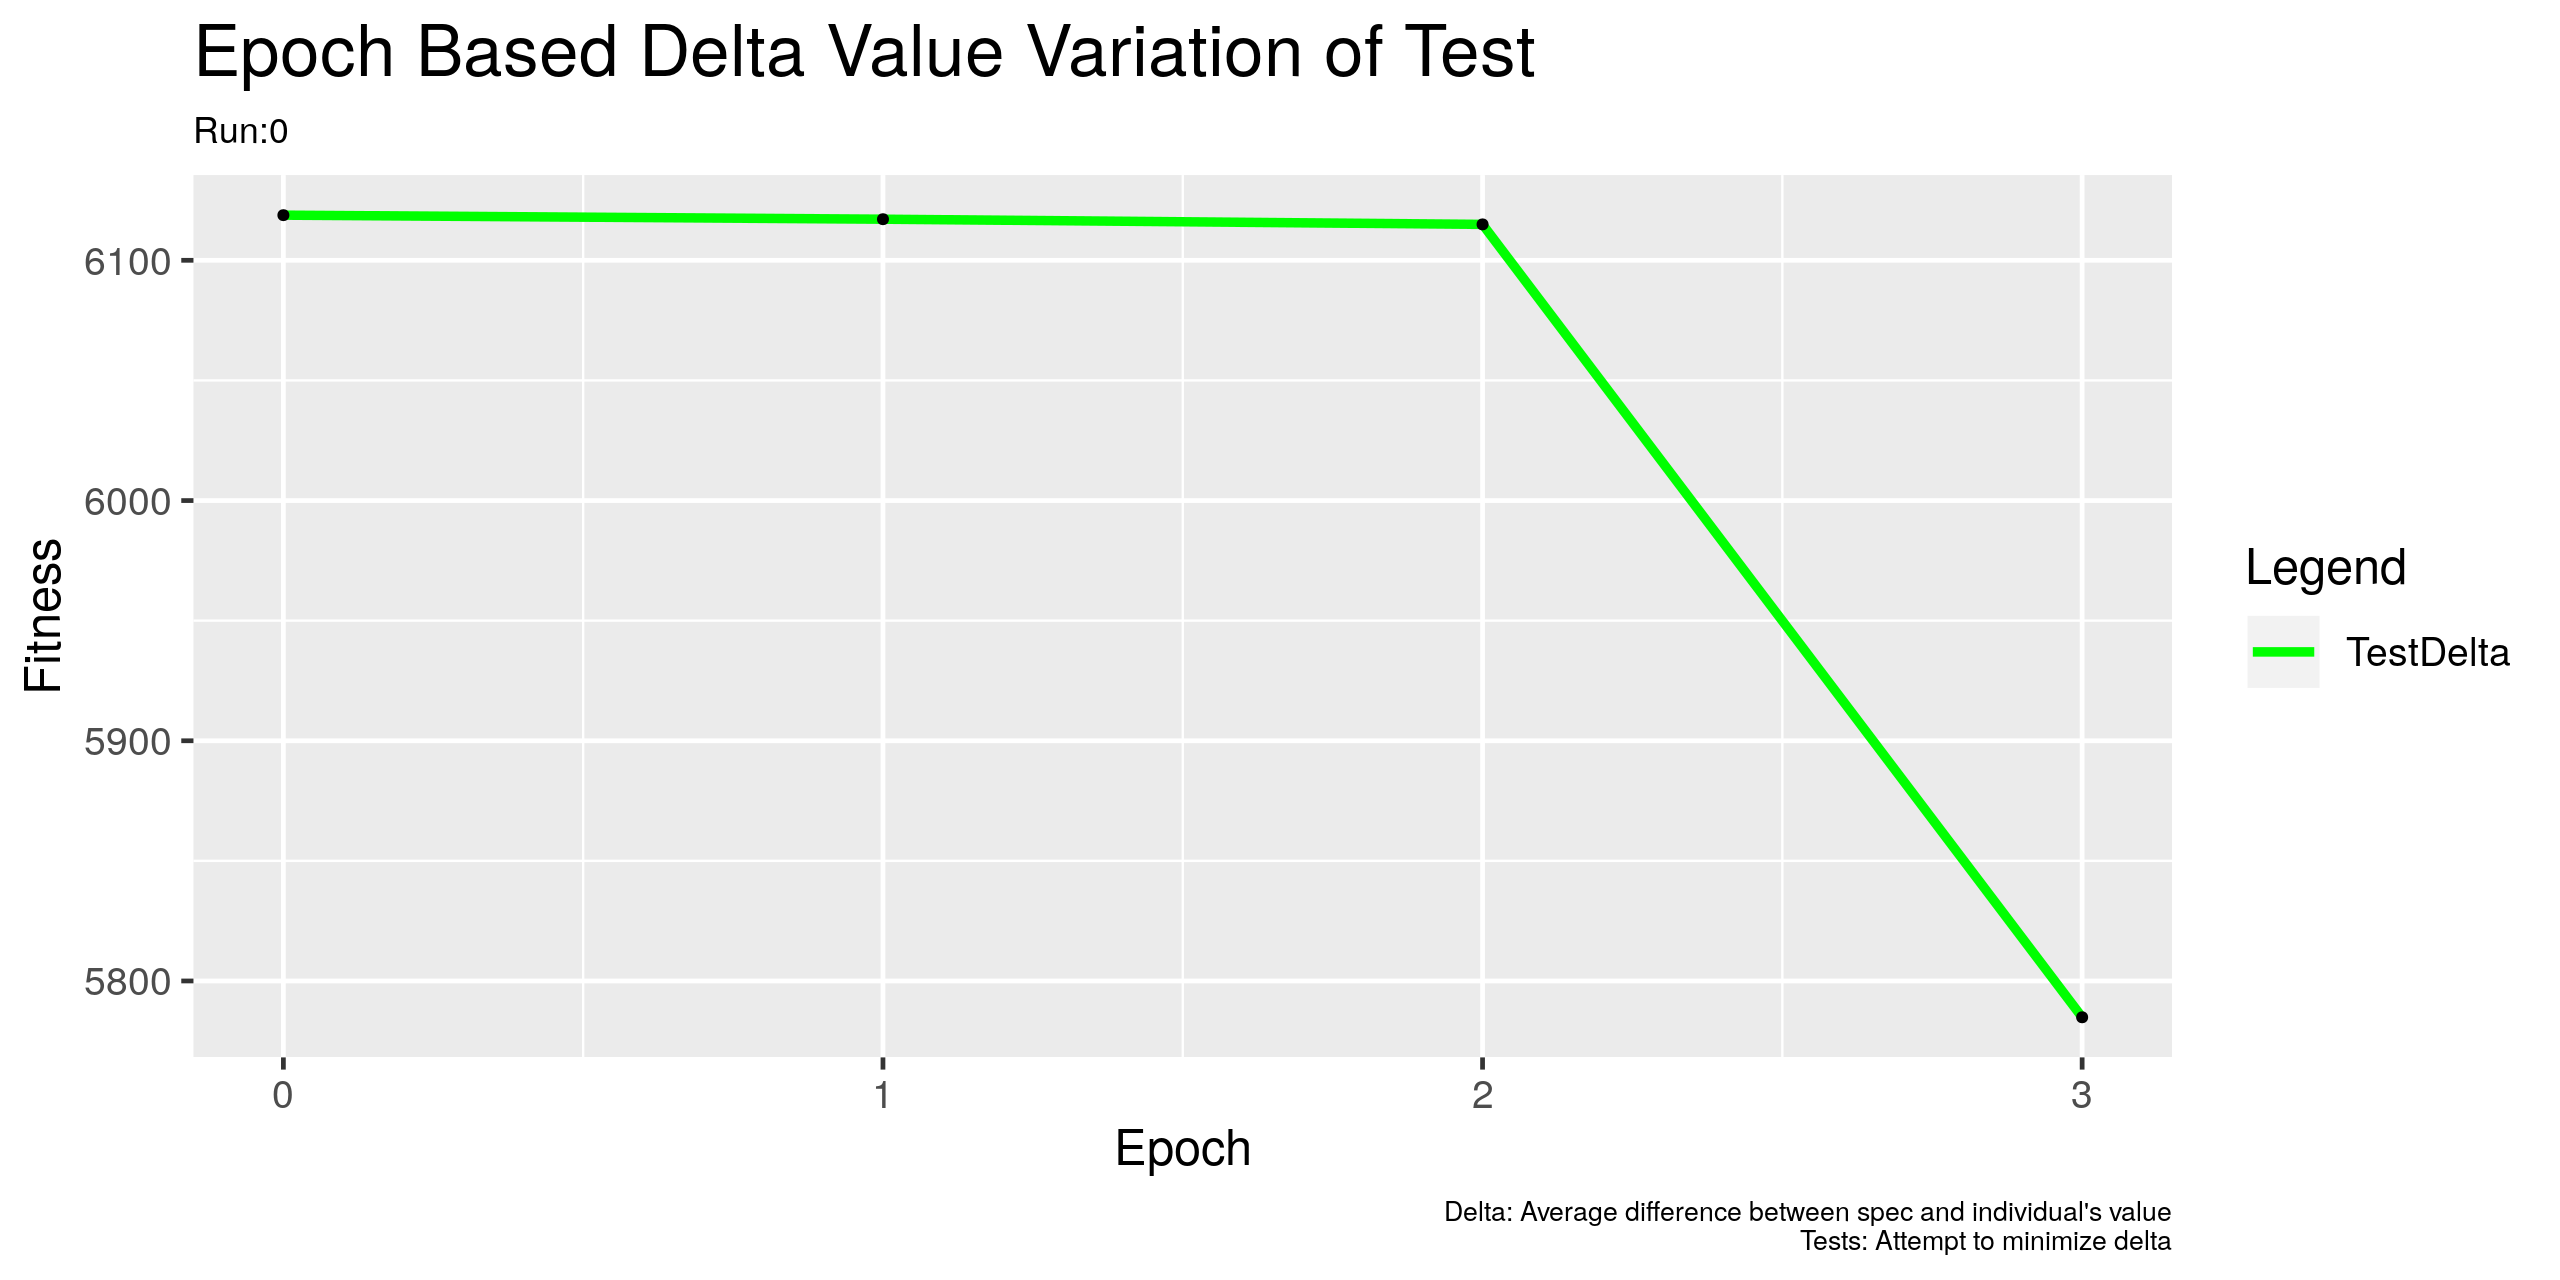 Epoch Based Delta Value Variation of Test
Run:0
6100
6000
5900
5800
Fitness
0
1
2
3
Epoch
Legend
TestDelta
Delta: Average difference between spec and individual's value
Tests: Attempt to minimize delta